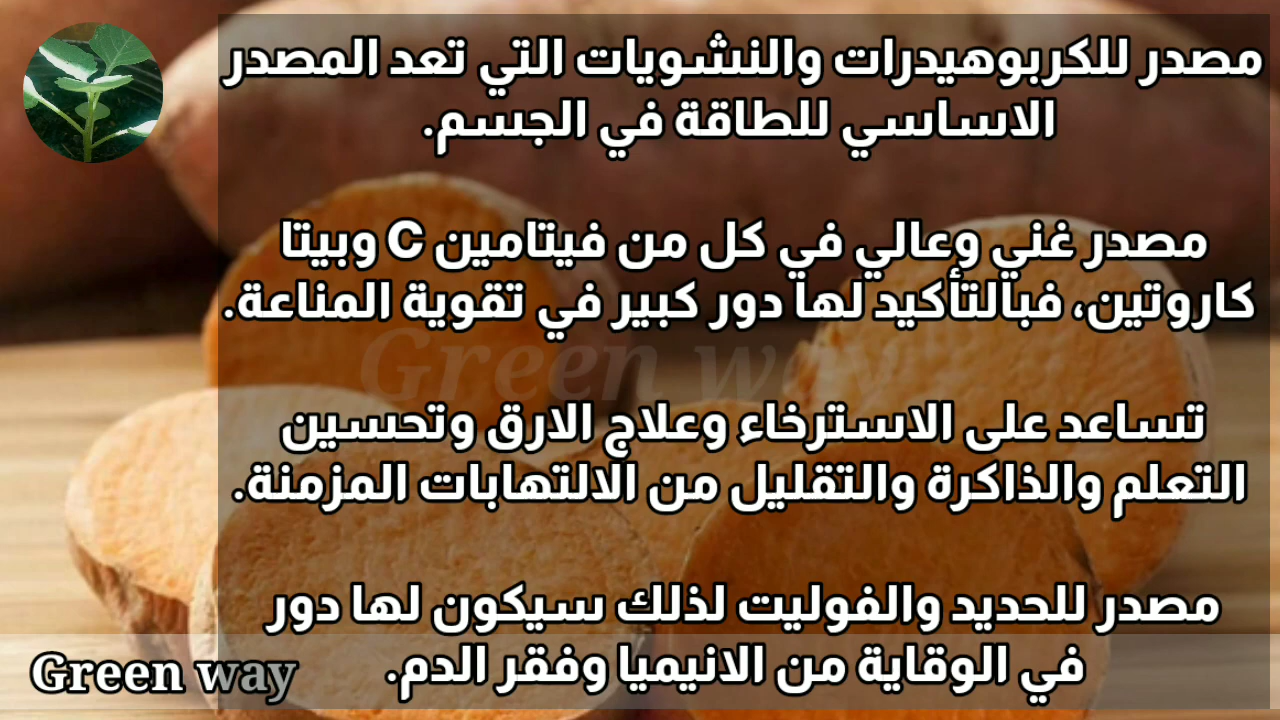 مصدر للكربوهيدرات والنشويات التي تعد المصدر
الاساسي للطاقة في الجسم.
مصدر غني وعالي في كل من فيتامين C وبيتا
كاروتين، فبالتأكيد لها دور كبير في تقوية المناعة.
Green way
تساعد على الاسترخاء وعلاج الارق وتحسين
التعلم والذاكرة والتقليل من الالتهابات المزمنة.
مصدر للحديد والفوليت لذلك سيكون لها دور
في الوقاية من الانيميا وفقر الدم.
Green way